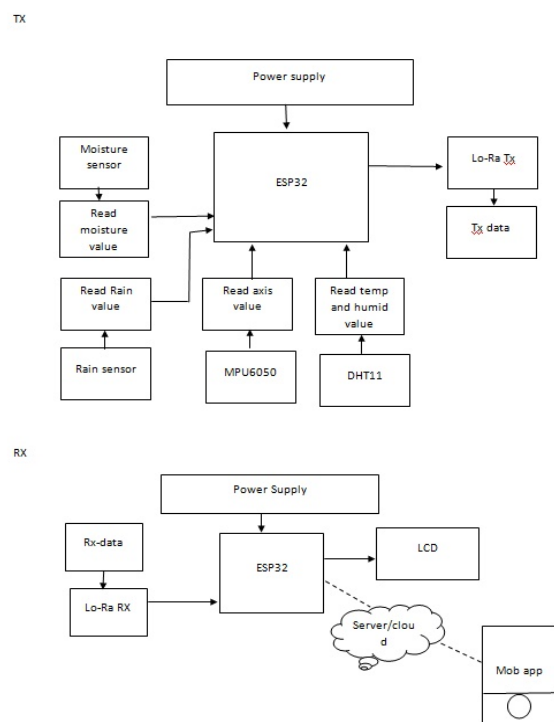 TX
Power supply
Moisture
sensor
ESP32
Lo-Ra Tx
Read
moisture
value
Tx data
Read Rain
value
Read axis
value
Read temp
and humid
value
Rain sensor
MPU6050
DHT11
RX
Power Supply
Rx-data
ESP32
LCD
Lo-Ra RX
Server/clou
d
Mob app